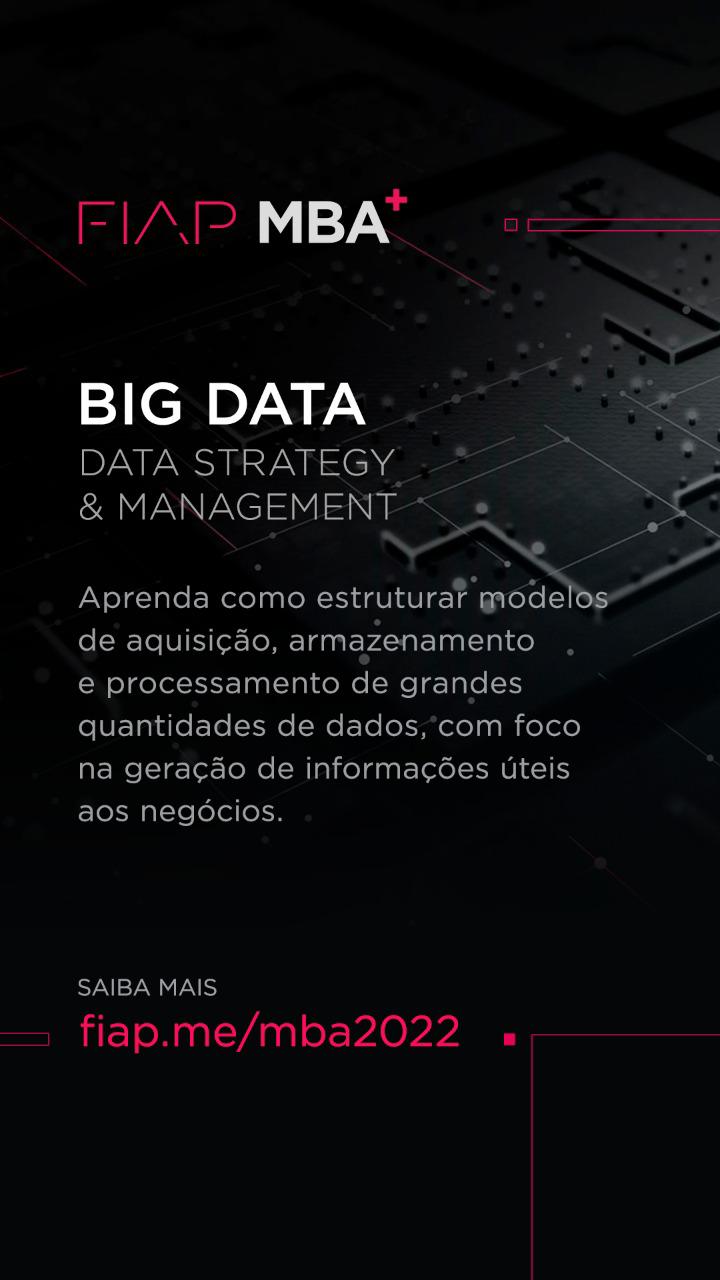 FIAP MBA+
BIG DATA
DATA STRATEGY
& MANAGEMENT
Aprenda como estruturar modelos
de aquisição, armazenamento
e processamento de grandes
quantidades de dados, com foco
na geração de informações úteis
aos negócios.
SAIBA MAIS
fiap.me/mba2022